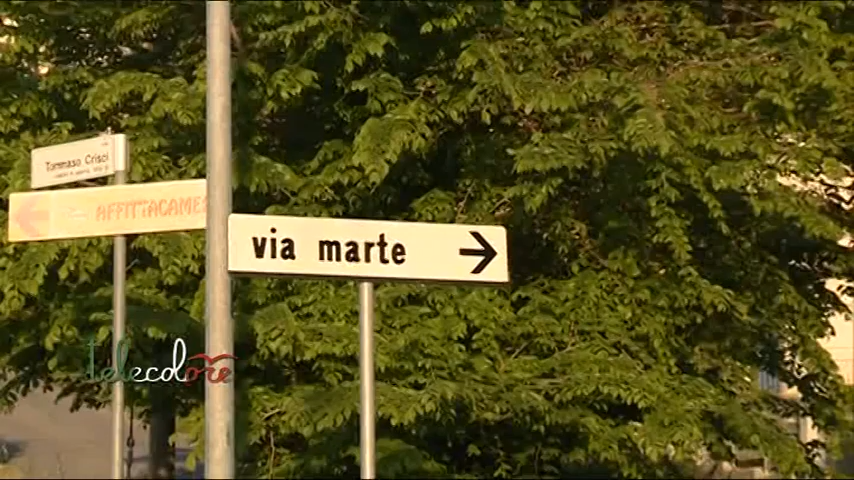 Tommaso Crisci
AFFITTACAMERE
via marte
telecolore